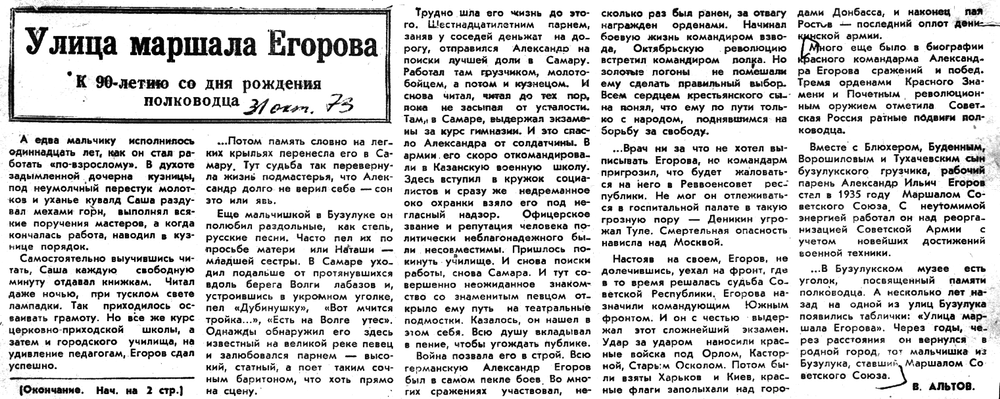 Улица маршала Егорова
К 90-летию со дня рождения
полководца 31 окт. 73
А едва мальчику исполнилось
одиннадцать лет, как он стал ра-
ботать «по-взрослому». В духоте
задымленной дочерна кузницы,
под неумолчный перестук молот-
ков и уханье кувалд Саша разду-
вал мехами горн, выполнял вся-
кие поручения мастеров, а когда
кончалась работа, наводил в куз-
нице порядок.
Самостоятельно выучившись чи-
тать, Саша каждую свободную
минуту отдавал книжкам. Читал
даже ночью, при тусклом свете
лампадки. Так приходилось ос-
ваивать грамоту. Но все же курс
церковно-приходской школы, а
затем и городского училища, на
удивление педагогам, Егоров сдал
успешно.
(Окончание. Нач. на 2 стр.)
...Потом память словно на лег-
ких крыльях перенесла его в Са-
мару. Тут судьба так переверну-
ла жизнь подмастерья, что Алек-
сандр долго не верил себе — сон
это или явь.
Еще мальчишкой в Бузулуке он
полюбил раздольные, как степь,
русские песни. Часто пел их по
просьбе матери или Наташи —
младшей сестры. В Самаре ухо-
дил подальше от протянувшихся
вдоль берега Волги лабазов и,
устроившись в укромном уголке,
пел «Дубинушку», «Вот мчится
тройка...», «Есть на Волге утес».
Однажды обнаружил его здесь
известный на великой реке певец
и залюбовался парнем — высо-
кий, статный, а поет таким соч-
ным баритоном, что хоть прямо
на сцену.
Трудно шла его жизнь до это-
го. Шестнадцатилетним парнем,
заняв у соседей деньжат на до-
рогу, отправился Александр на
поиски лучшей доли в Самару.
Работал там грузчиком, молото-
бойцем, а потом и кузнецом. И
снова читал, читал до тех пор,
пока не засыпал от усталости.
Там, в Самаре, выдержал экзаме-
ны за курс гимназии. И это спас-
ло Александра от солдатчины. В
армии его скоро откомандирова-
ли в Казанскую военную школу.
Здесь вступил в кружок социа-
листов и сразу же недреманное
око охранки взяло его под не-
гласный надзор. Офицерское
звание и репутация человека по-
литически неблагонадежного бы-
ли несовместимы. Пришлось по-
кинуть училище. И снова поиски
работы, снова Самара. И тут со-
вершенно неожиданное знаком-
ство со знаменитым певцом от-
крыло ему путь на театральные
подмостки. Казалось, он нашел в
этом себя. Всю душу вкладывал
в пение, чтобы угождать публике.
Война позвала его в строй. Всю
германскую Александр Егоров
был в самом пекле боев. Во мно-
гих сражениях участвовал, не-
сколько раз был ранен, за отвагу
награжден орденами. Начинал
боевую жизнь командиром взво-
да, Октябрьскую революцию
встретил командиром полка. Но
золотые погоны не помешали
ему сделать правильный выбор.
Всем сердцем крестьянского сы-
на понял, что ему по пути толь-
ко с народом, поднявшимся на
борьбу за свободу.
...Врач ни за что не хотел вы-
писывать Егорова, но командарм
пригрозил, что будет жаловать-
ся на него в Реввоенсовет рес-
публики. Не мог он отлеживать-
ся в госпитальной палате в такую
грозную пору — Деникин угро-
жал Туле. Смертельная опасность
нависла над Москвой.
Настояв на своем, Егоров, не
долечившись, уехал на фронт, где
в то время решалась судьба Со-
ветской Республики. Егорова на-
значили командующим Южным
фронтом. И он с честью выдер-
жал этот сложнейший экзамен.
Удар за ударом наносили крас-
ные войска под Орлом, Кастор-
ной, Старым Осколом. Потом бы-
ли взяты Харьков и Киев, крас-
ные флаги заполыхали над горо-
дами Донбасса, и наконец пал
Ростов — последний оплот дени-
кинской армии.
Много еще было в биографии
красного командарма Александ-
ра Егорова сражений и побед.
Тремя орденами Красного Зна-
мени и Почетным революцион-
ным оружием отметила Совет-
ская Россия ратные подвиги пол-
ководца.
Вместе с Блюхером, Буденным,
Ворошиловым и Тухачевским сын
бузулукского грузчика, рабочий
парень Александр Ильич Егоров
стал в 1935 году Маршалом Со-
ветского Союза. С неутомимой
энергией работал он над реорга-
низацией Советской Армии с
учетом новейших достижений
военной техники.
...В Бузулукском музее есть
уголок, посвященный памяти
полководца. А несколько лет на-
зад на одной из улиц Бузулука
появились таблички: «Улица мар-
шала Егорова». Через годы, че-
рез расстояния он вернулся в
родной город, тот мальчишка из
Бузулука, ставший Маршалом Со
ветского Союза.
В. АЛЬТОВ.